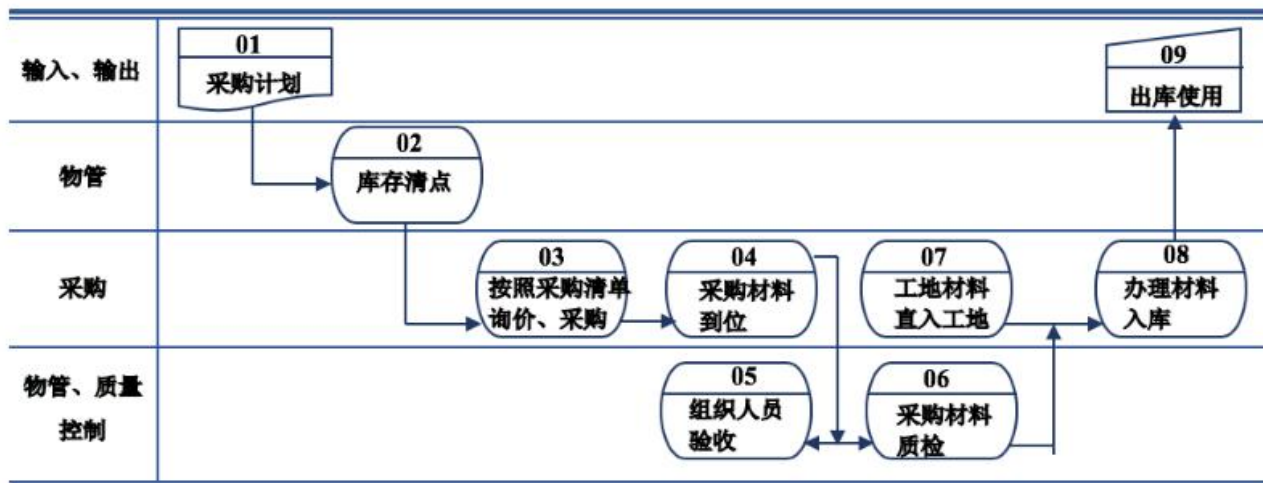 输入、输出
01
采购计划
09
出库使用
物管
02
库存清点
采购
03
按照采购清单
询价、采购
04
采购材料
到位
07
工地材料
直入工地
08
办理材料
入库
物管、质量
控制
05
组织人员
验收
06
采购材料
质检